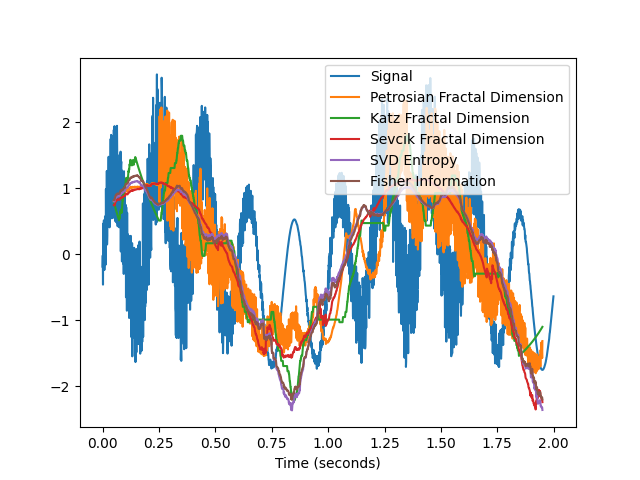 Signal
Petrosian Fractal Dimension
Katz Fractal Dimension
Sevcik Fractal Dimension
SVD Entropy
Fisher Information
2
1
0
−1
−2
0.00 0.25 0.50 0.75 1.00 1.25 1.50 1.75 2.00
Time (seconds)